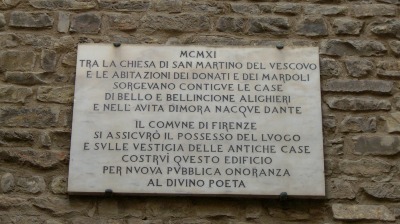 MCMXI
TRA LA CHIESA DI SAN MARTINO DEL VESCOVO
E LE ABITAZIONI DEI DONATI E DEI MARDOLI
SORGEVANO CONTIGVE LE CASE
DI BELLO E BELLINCIONE ALIGHIERI
E NELL'AVITA DIMORA NACQVE DANTE
IL COMVNE DI FIRENZE
SI ASSICVRÒ IL POSSESSO DEL LVOGO
E SVLLE VESTIGIA DELLE ANTICHE CASE
COSTRVÌ QVESTO EDIFICIO
PER NVOVA PVBBLICA ONORANZA
AL DIVINO POETA